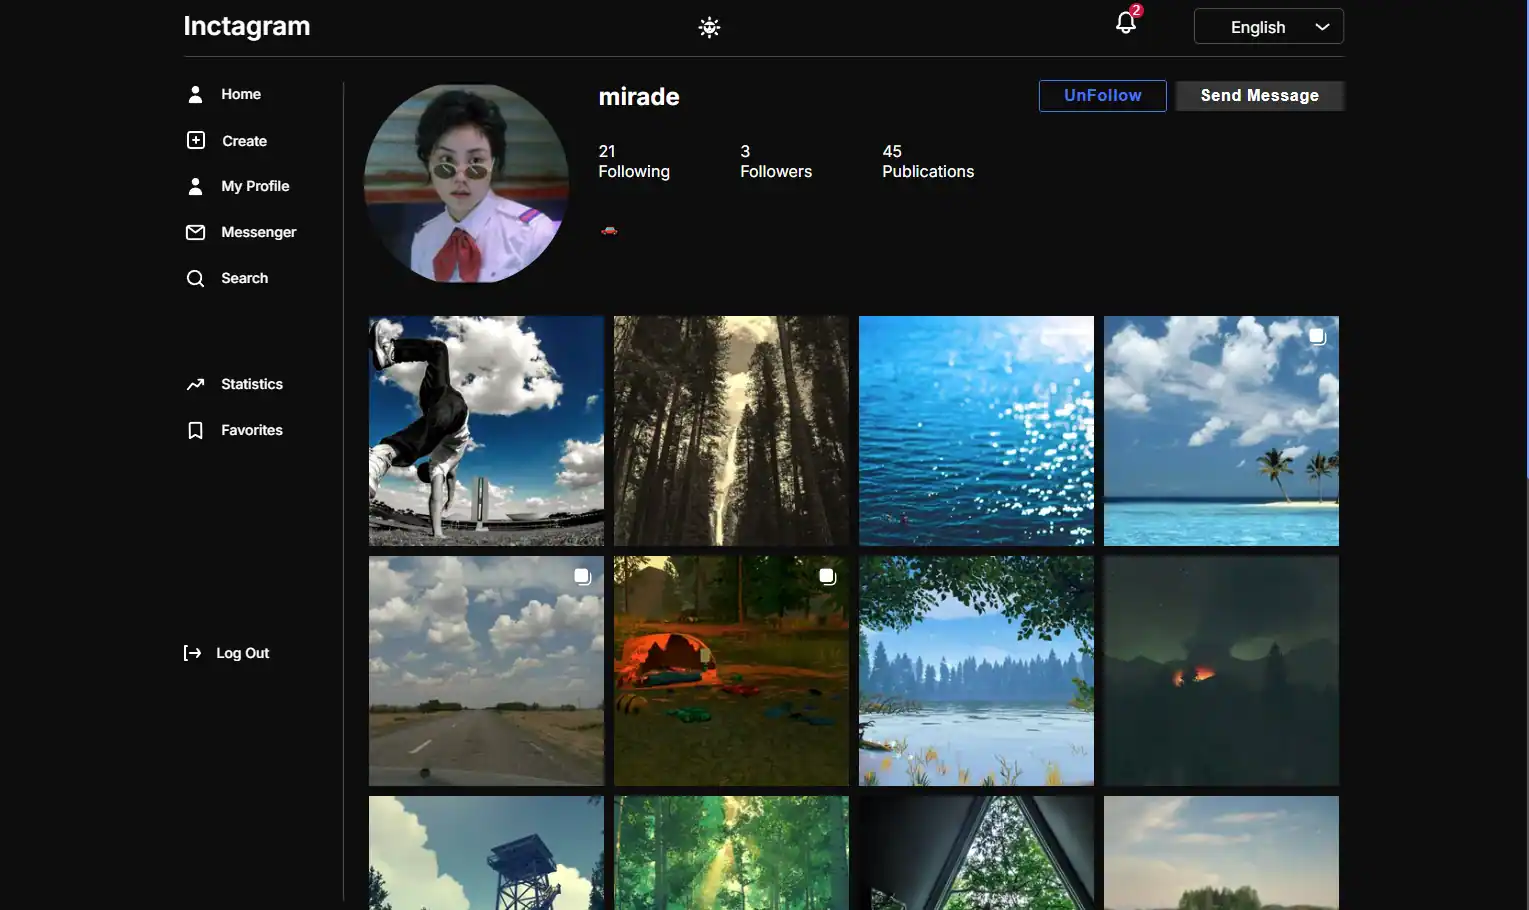 Inctagram
2
English
Home
Create
My Profile
Messenger
Search
Statistics
Favorites
Log Out
mirade
UnFollow
Send Message
21
Following
3
Followers
45
Publications